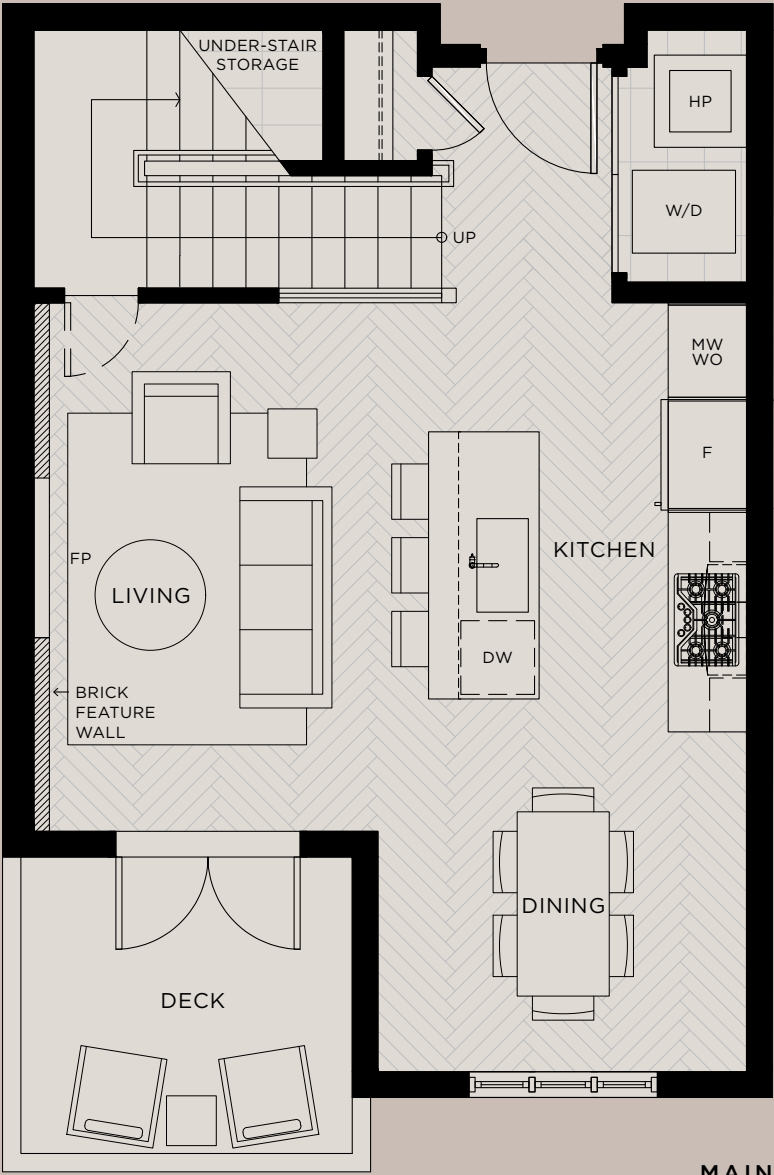 UNDER-STAIR
STORAGE
HP
W/D
UP
MW
WO
F
KITCHEN
FP
LIVING
DW
BRICK
FEATURE
WALL
DINING
DECK
MAIN